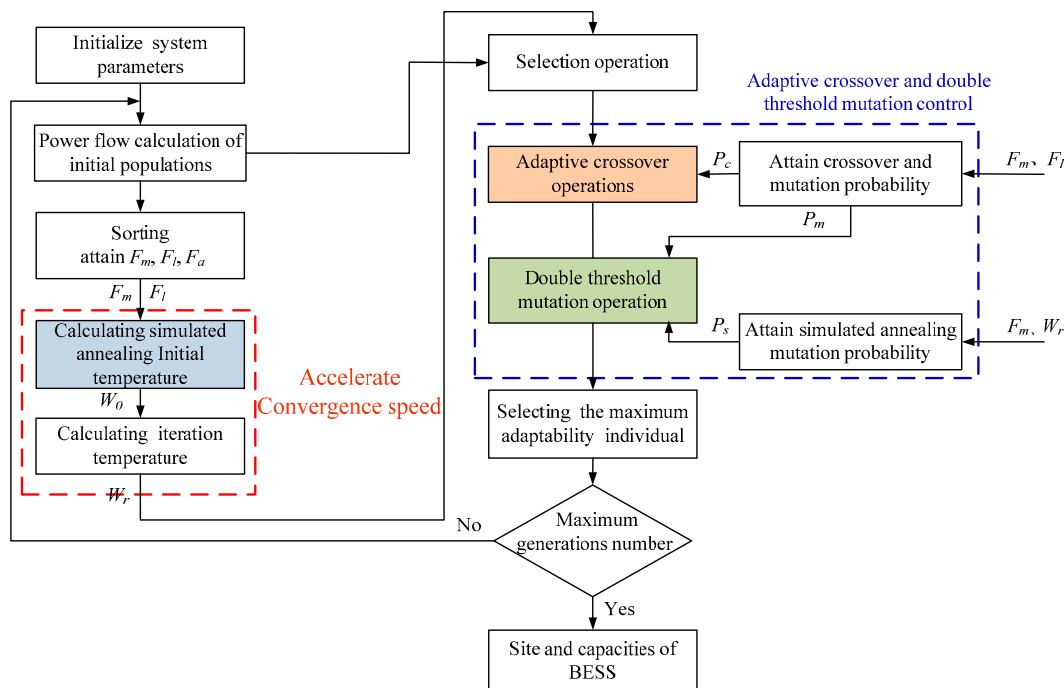 Initialize system
parameters
Power flow calculation of
initial populations
Sorting
attain Fm, Fl, Fa
Fm Fl
Calculating simulated
annealing Initial
temperature
W0
Calculating iteration
temperature
Wr
Accelerate
Convergence speed
Selection operation
Adaptive crossover and double
threshold mutation control
Adaptive crossover
operations
Pc
Attain crossover and
mutation probability
Fm、Fl
Pm
Double threshold
mutation operation
Ps
Attain simulated annealing
mutation probability
Fm、Wr
Selecting the maximum
adaptability individual
Maximum
generations number
No
Yes
Site and capacities of
BESS